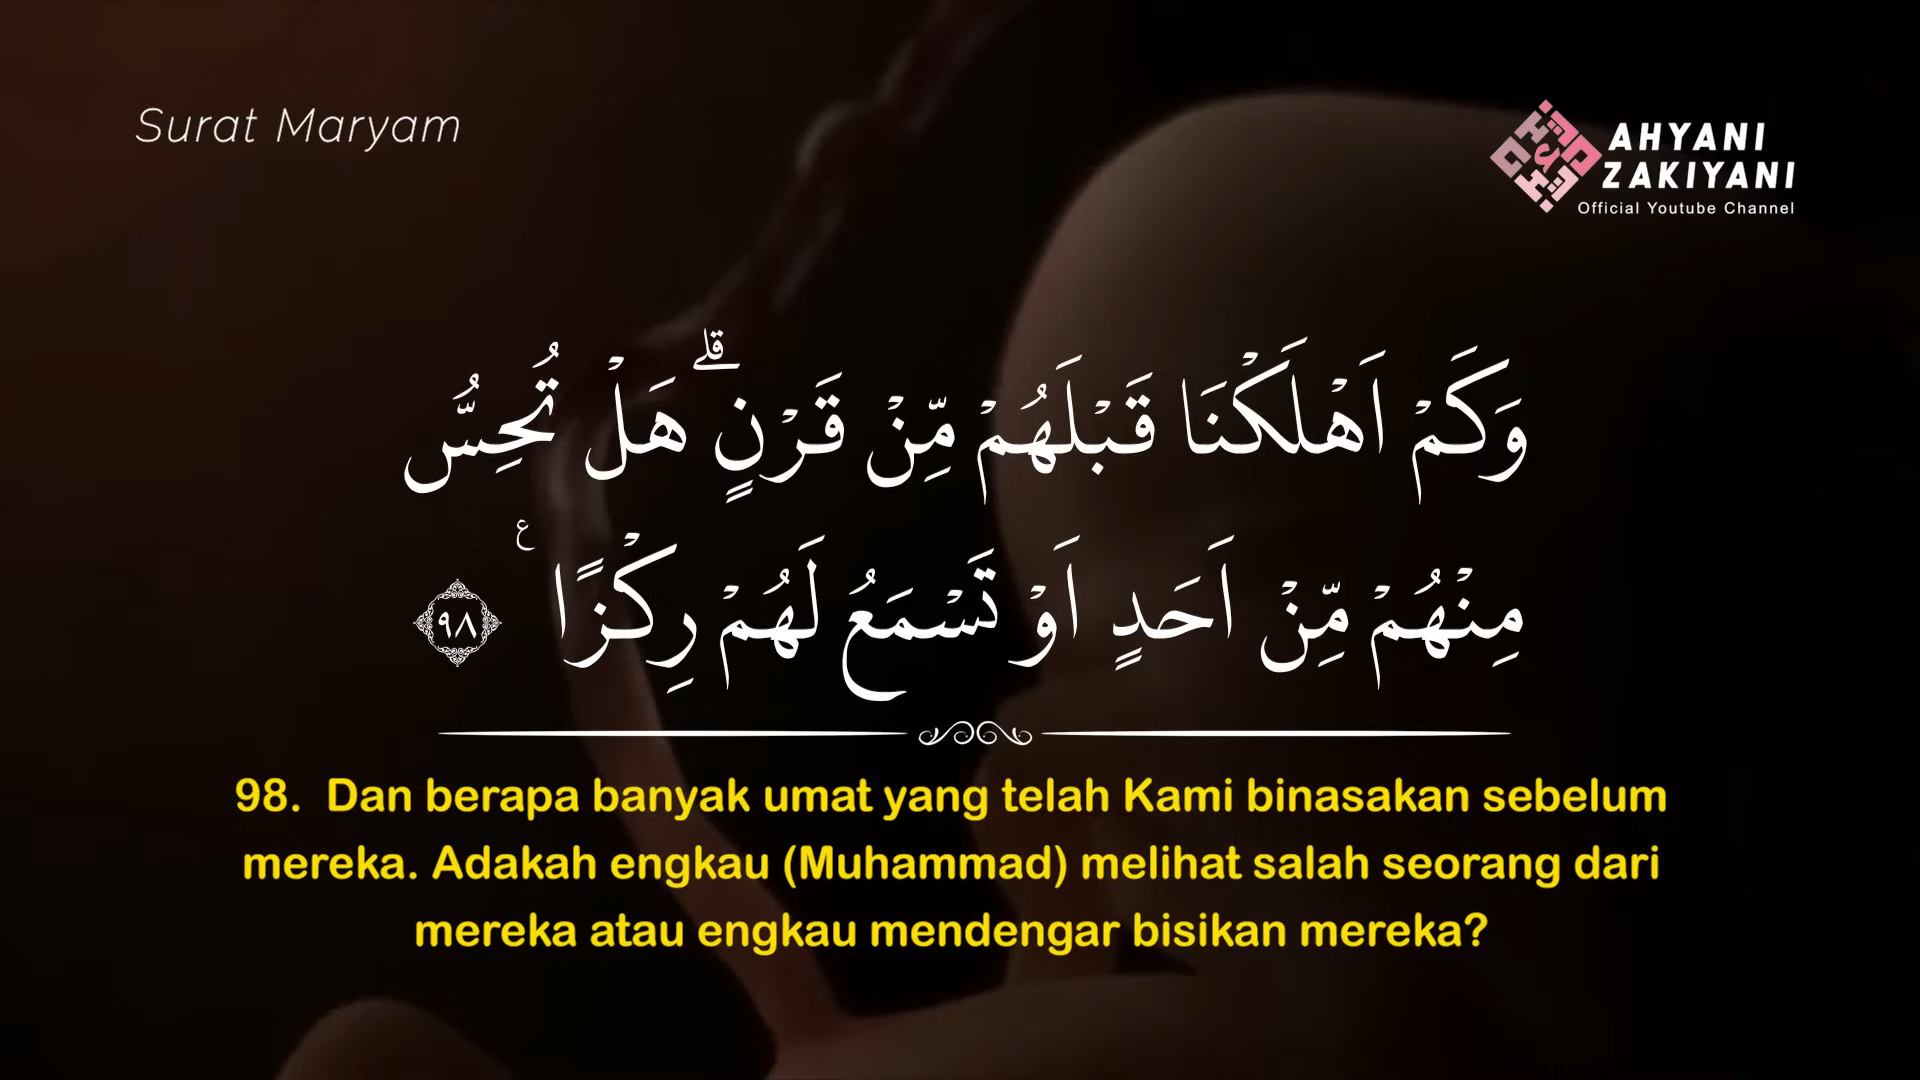 Surat Maryam
AHYANI
ZAKIYANI
Official Youtube Channel
وَكَمْ اَهْلَكْنَا قَبْلَهُمْ مِّنْ قَرْنٍۗ هَلْ تُحِسُّ
مِنْهُمْ مِّنْ اَحَدٍ اَوْ تَسْمَعُ لَهُمْ رِكْزًا ࣖ ٩٨
98. Dan berapa banyak umat yang telah Kami binasakan sebelum
mereka. Adakah engkau (Muhammad) melihat salah seorang dari
mereka atau engkau mendengar bisikan mereka?